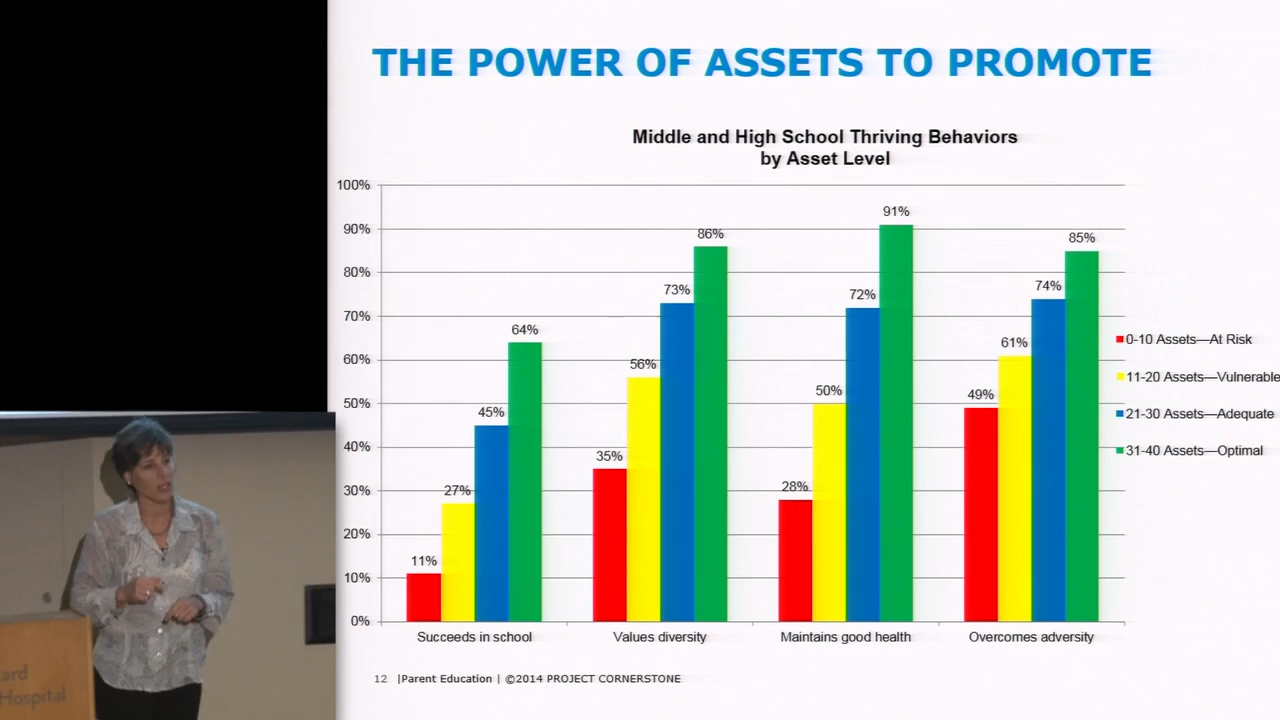 THE POWER OF ASSETS TO PROMOTE
Middle and High School Thriving Behaviors
by Asset Level
100%
90%
80%
70%
60%
50%
40%
30%
20%
10%
0%
11%
27%
45%
64%
35%
56%
73%
86%
28%
50%
72%
91%
49%
61%
74%
85%
Succeeds in school
Values diversity
Maintains good health
Overcomes adversity
0-10 Assets—At Risk
11-20 Assets—Vulnerable
21-30 Assets—Adequate
31-40 Assets—Optimal
12 |Parent Education | ©2014 PROJECT CORNERSTONE
Hospital